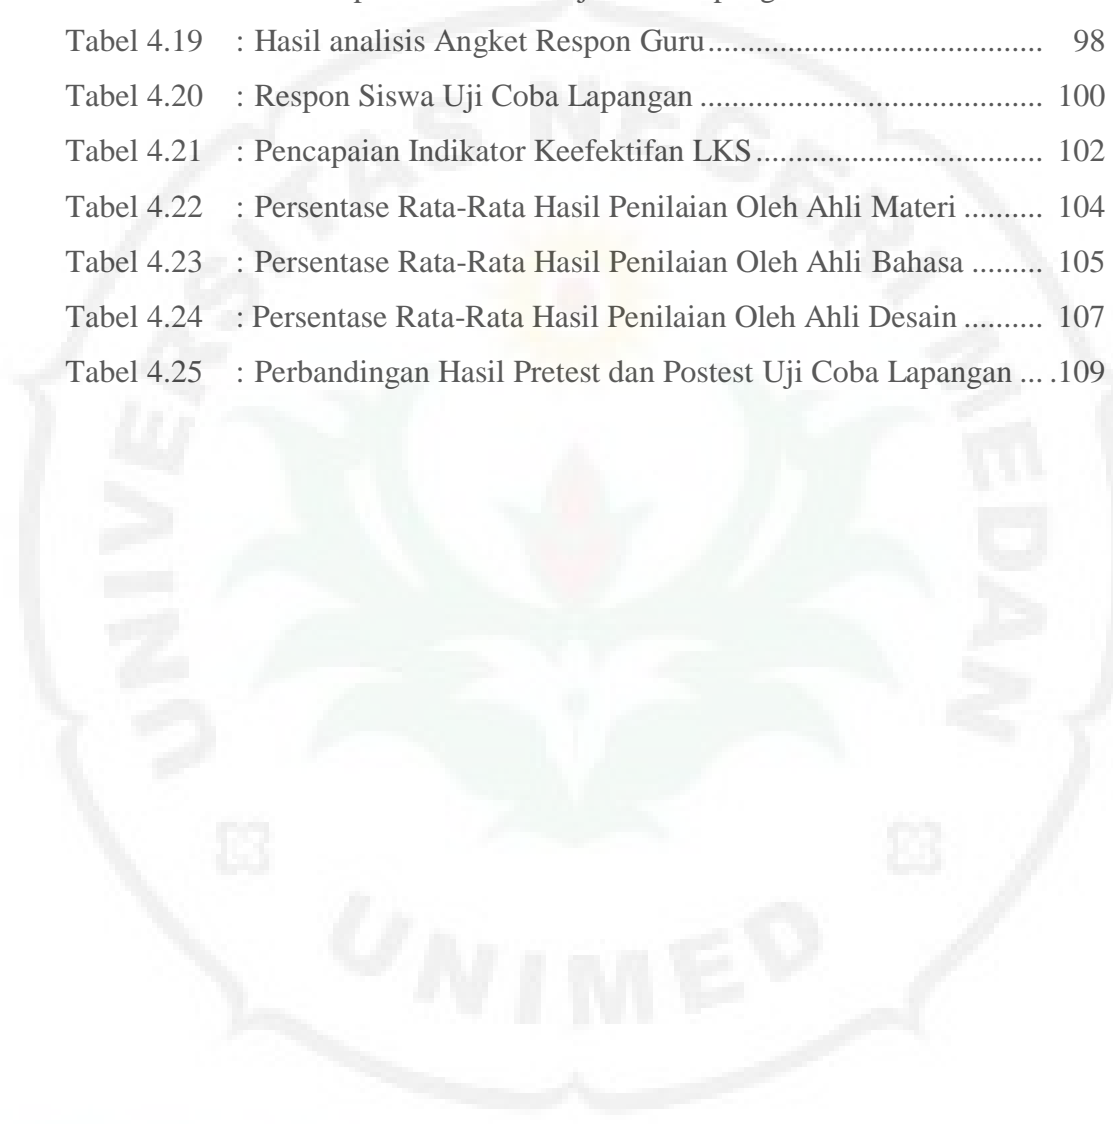 Tabel 4.19 : Hasil analisis Angket Respon Guru.......................................... 98
Tabel 4.20 : Respon Siswa Uji Coba Lapangan ........................................... 100
Tabel 4.21 : Pencapaian Indikator Keefektifan LKS.................................... 102
Tabel 4.22 : Persentase Rata-Rata Hasil Penilaian Oleh Ahli Materi .......... 104
Tabel 4.23 : Persentase Rata-Rata Hasil Penilaian Oleh Ahli Bahasa ......... 105
Tabel 4.24 : Persentase Rata-Rata Hasil Penilaian Oleh Ahli Desain .......... 107
Tabel 4.25 : Perbandingan Hasil Pretest dan Postest Uji Coba Lapangan ... .109
UNIVERSITAS NEGERI MEDAN
UNIMED